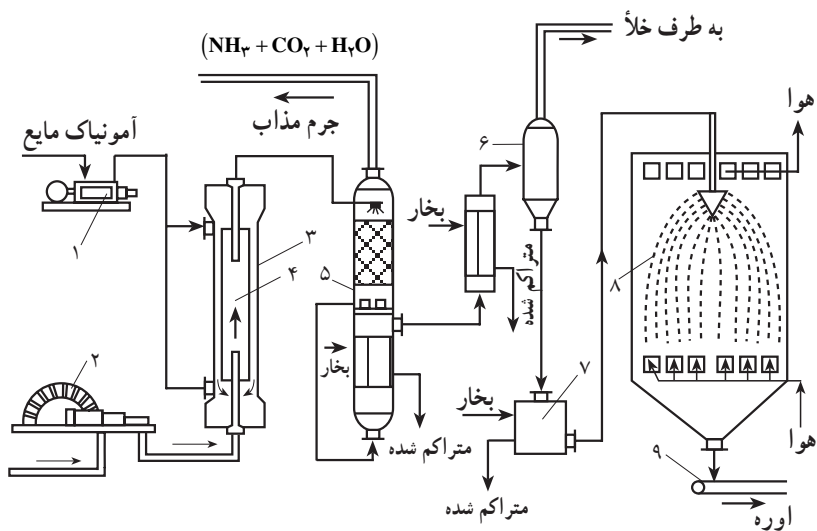 (NH۳ + CO۲ + H۲O)
جرم مذاب
به طرف خلأ
هوا
آمونیاک مایع
۱
۲
۳
۴
۵
بخار
متراکم شده
بخار
متراکم شده
۶
بخار
۷
متراکم شده
۸
هوا
۹
اوره